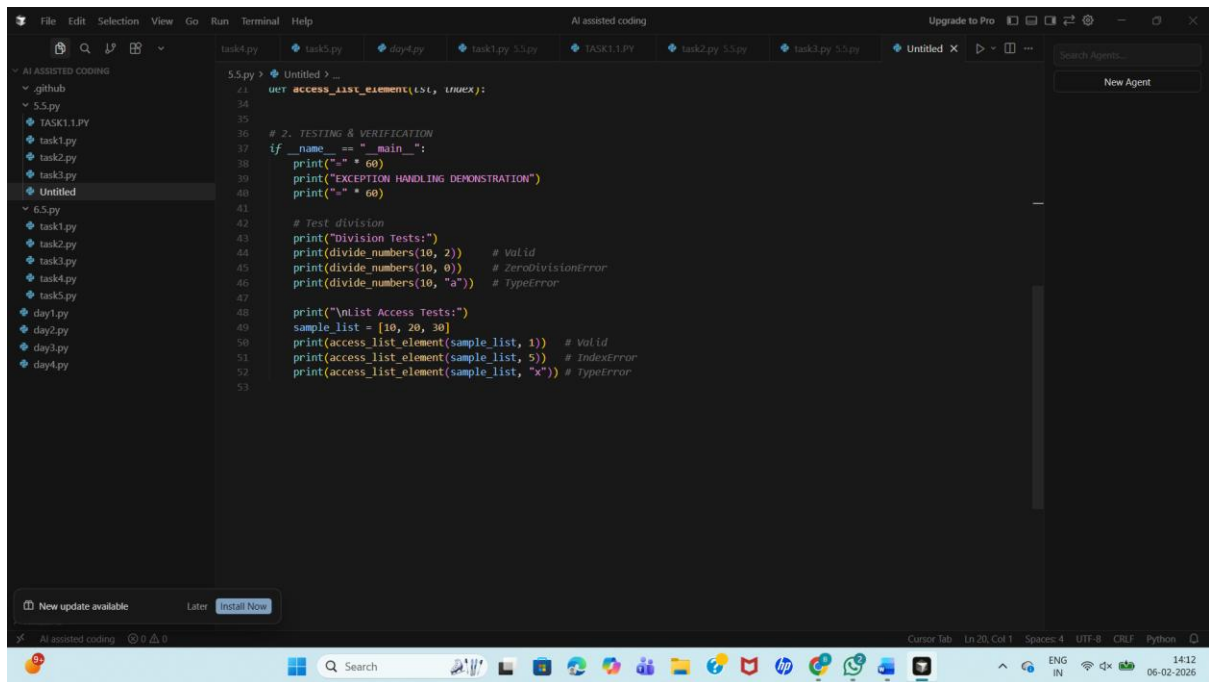 File Edit Selection View Go Run Terminal Help
AI assisted coding
Upgrade to Pro
task4.py
task5.py
day4.py
task1.py 5.5.py
TASK1.1.PY
task2.py 5.5.py
task3.py 5.5.py
Untitled
Search Agents...
New Agent
AI ASSISTED CODING
.github
5.5.py
TASK1.1.PY
task1.py
task2.py
task3.py
Untitled
6.5.py
task1.py
task2.py
task3.py
task4.py
task5.py
day1.py
day2.py
day3.py
day4.py
5.5.py > Untitled > ...
21 def access_list_element(lst, index):
34
35
36 # 2. TESTING & VERIFICATION
37 if __name__ == "__main__":
38 print("=" * 60)
39 print("EXCEPTION HANDLING DEMONSTRATION")
40 print("=" * 60)
41
42 # Test division
43 print("Division Tests:")
44 print(divide_numbers(10, 2)) # Valid
45 print(divide_numbers(10, 0)) # ZeroDivisionError
46 print(divide_numbers(10, "a")) # TypeError
47
48 print("\nList Access Tests:")
49 sample_list = [10, 20, 30]
50 print(access_list_element(sample_list, 1)) # Valid
51 print(access_list_element(sample_list, 5)) # IndexError
52 print(access_list_element(sample_list, "x")) # TypeError
53
New update available
Later
Install Now
AI assisted coding
0 0
Cursor Tab Ln 20, Col 1 Spaces: 4 UTF-8 CRLF Python
9+
Search
2
ENG
IN
14:12
06-02-2026